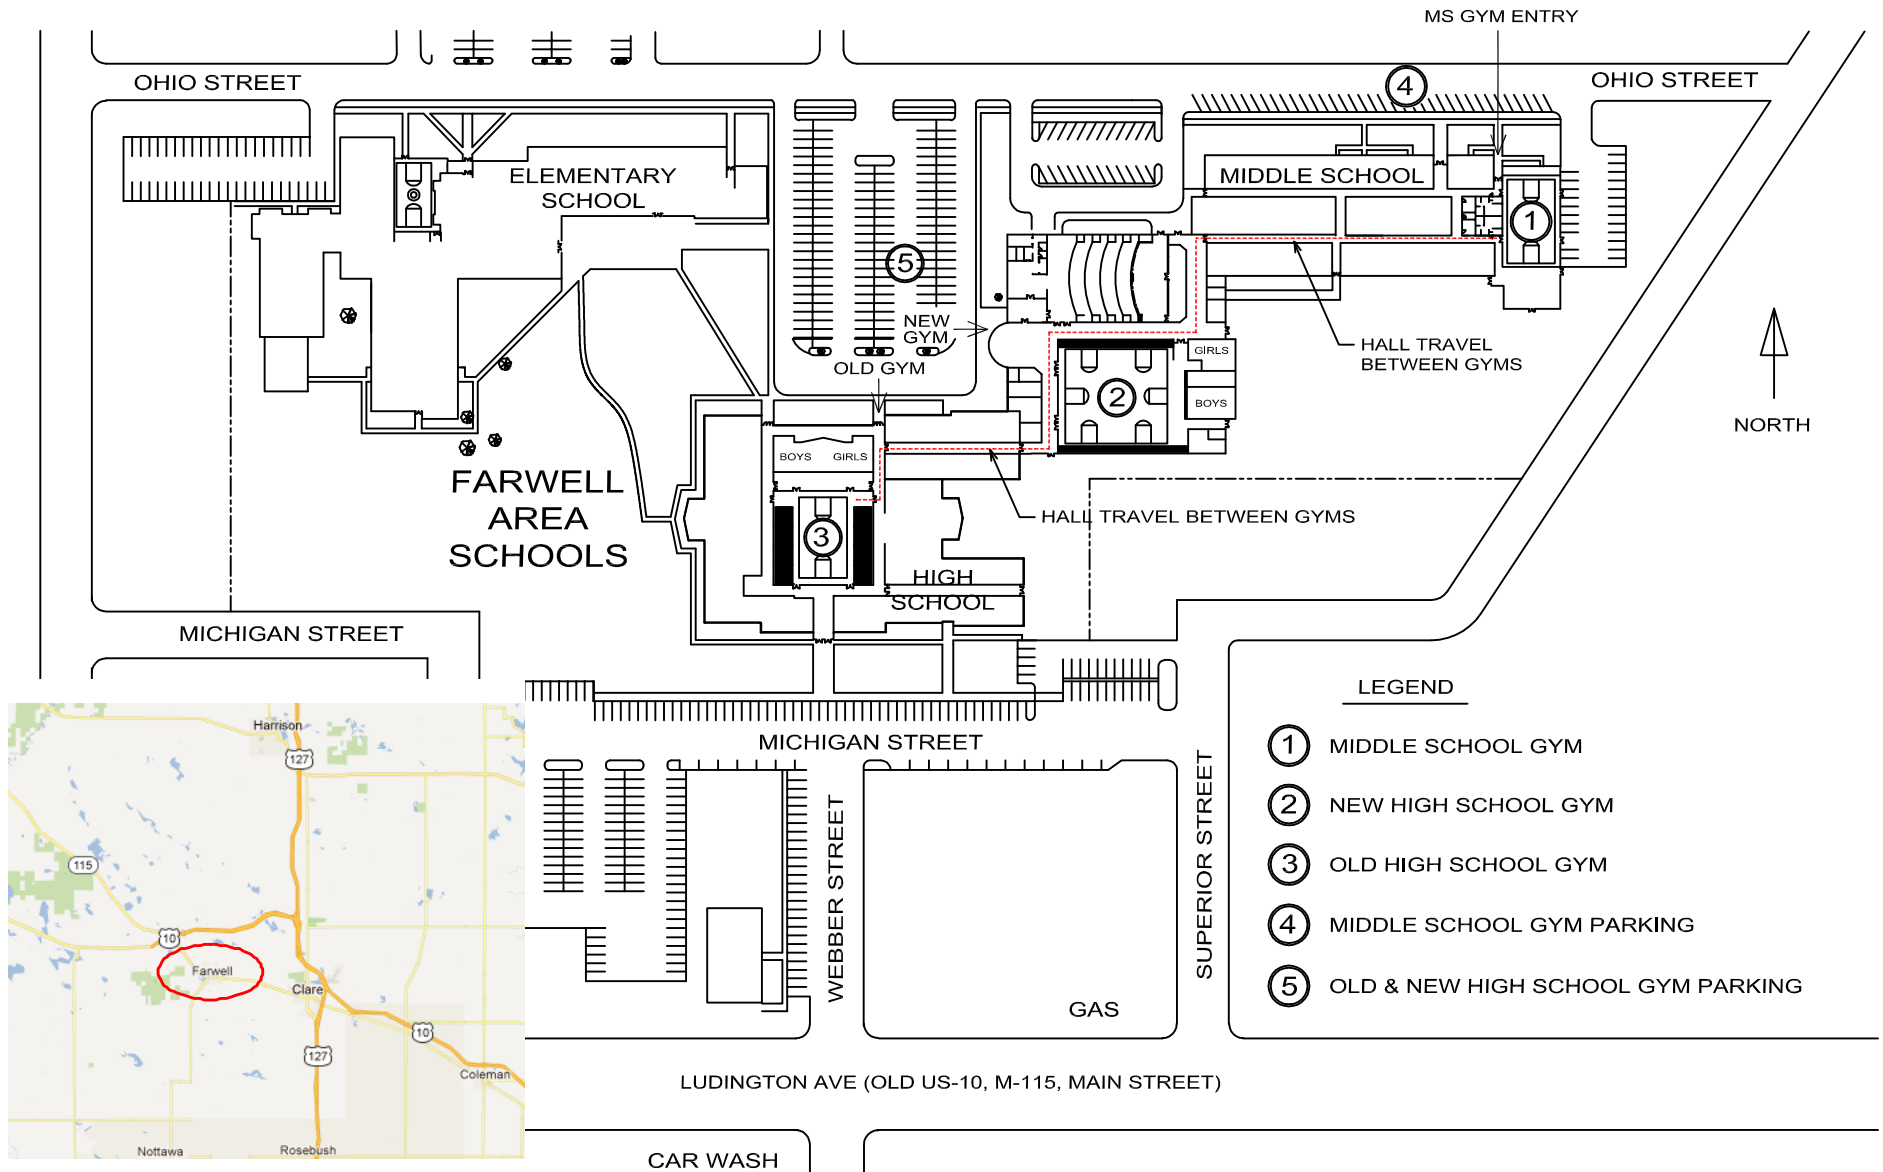 MS GYM ENTRY
OHIO STREET
4
OHIO STREET
ELEMENTARY
SCHOOL
MIDDLE SCHOOL
1
5
NEW
GYM
OLD GYM
GIRLS
BOYS
2
HALL TRAVEL
BETWEEN GYMS
NORTH
BOYS GIRLS
FARWELL
AREA
SCHOOLS
3
HALL TRAVEL BETWEEN GYMS
HIGH
SCHOOL
MICHIGAN STREET
MICHIGAN STREET
WEBBER STREET
SUPERIOR STREET
GAS
LEGEND
1 MIDDLE SCHOOL GYM
2 NEW HIGH SCHOOL GYM
3 OLD HIGH SCHOOL GYM
4 MIDDLE SCHOOL GYM PARKING
5 OLD & NEW HIGH SCHOOL GYM PARKING
Harrison
127
115
10
Farwell
Clare
10
127
Coleman
Nottawa
Rosebush
LUDINGTON AVE (OLD US-10, M-115, MAIN STREET)
CAR WASH